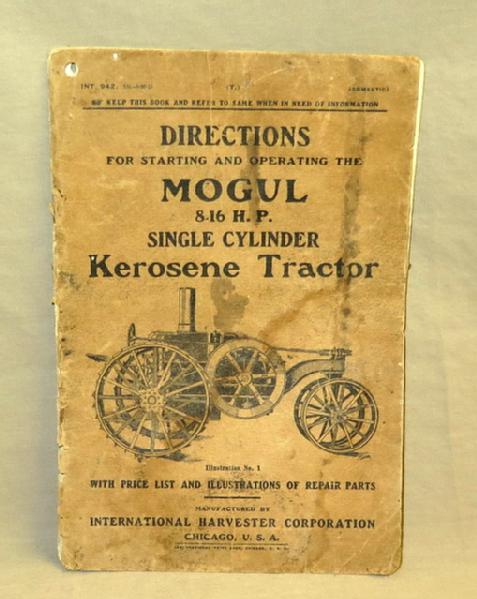 INT. 942.
(T.)
(DOMESTIC)
KEEP THIS BOOK AND REFER TO SAME WHEN IN NEED OF INFORMATION
DIRECTIONS
FOR STARTING AND OPERATING THE
MOGUL
8-16 H. P.
SINGLE CYLINDER
Kerosene Tractor
Illustration No. 1
WITH PRICE LIST AND ILLUSTRATIONS OF REPAIR PARTS
MANUFACTURED BY
INTERNATIONAL HARVESTER CORPORATION
CHICAGO, U. S. A.